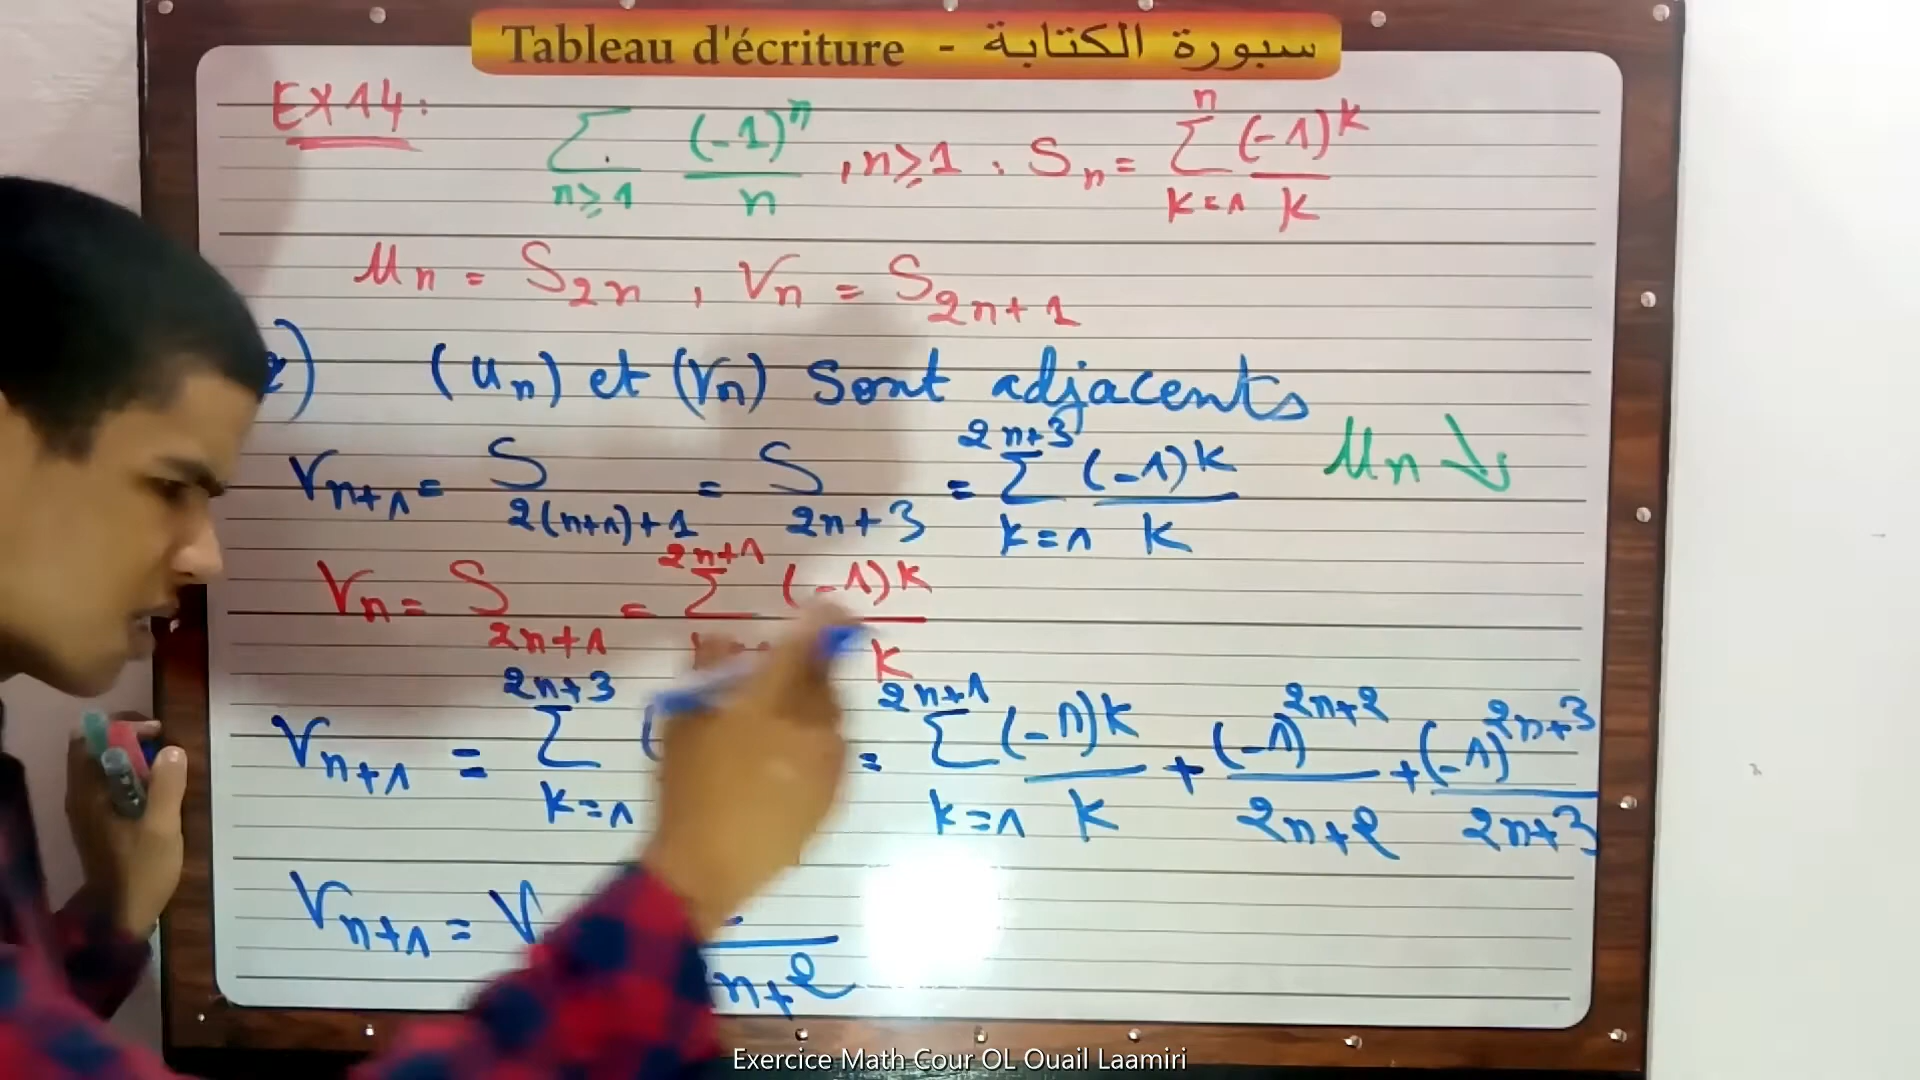 Tableau d'écriture - سبورة الكتابة
EX 14:
∑_{n≥1} (-1)^n / n , n≥1 : S_n = ∑_{k=1}^{n} (-1)^k / k
U_n = S_{2n} , V_n = S_{2n+1}
2) (U_n) et (V_n) sont adjacents
V_{n+1} = S_{2(n+1)+1} = S_{2n+3} = ∑_{k=1}^{2n+3} (-1)^k / k U_n ↘
V_n = S_{2n+1} = ∑^{2n+1} (-1)^k / k
V_{n+1} = ∑_{k=1}^{2n+3} ( = ∑_{k=1}^{2n+1} (-1)^k / k + (-1)^{2n+2} / 2n+2 + (-1)^{2n+3} / 2n+3
V_{n+1} = V n+2
Exercice Math Cour OL Ouail Laamiri